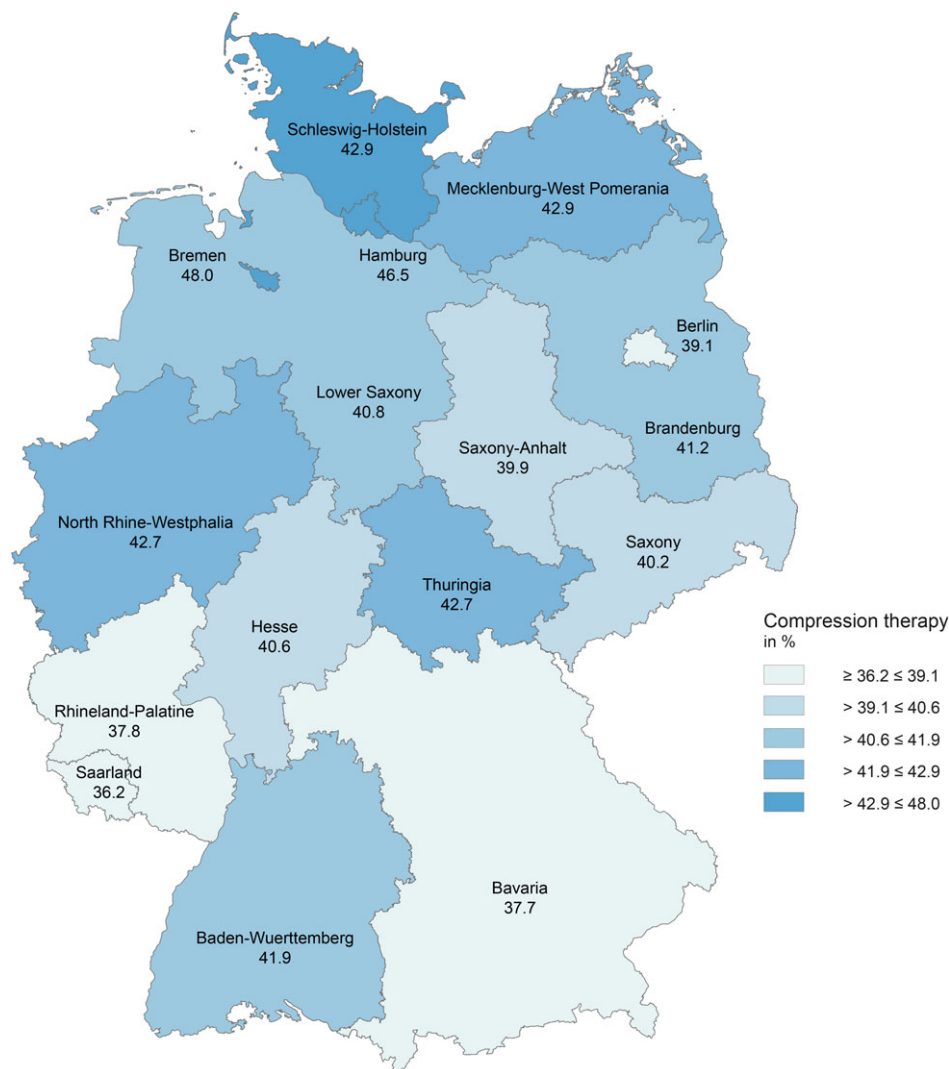 Schleswig-Holstein
42.9
Mecklenburg-West Pomerania
42.9
Bremen
48.0
Hamburg
46.5
Berlin
39.1
Lower Saxony
40.8
Brandenburg
41.2
Saxony-Anhalt
39.9
North Rhine-Westphalia
42.7
Saxony
40.2
Thuringia
42.7
Hesse
40.6
Rhineland-Palatine
37.8
Saarland
36.2
Bavaria
37.7
Baden-Wuerttemberg
41.9
Compression therapy
in %
≥ 36.2 ≤ 39.1
> 39.1 ≤ 40.6
> 40.6 ≤ 41.9
> 41.9 ≤ 42.9
> 42.9 ≤ 48.0